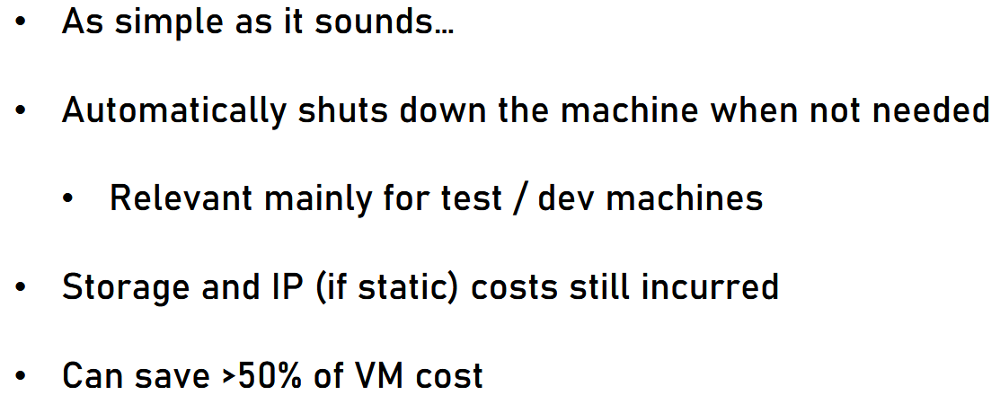 • As simple as it sounds…
• Automatically shuts down the machine when not needed
• Relevant mainly for test / dev machines
• Storage and IP (if static) costs still incurred
• Can save >50% of VM cost